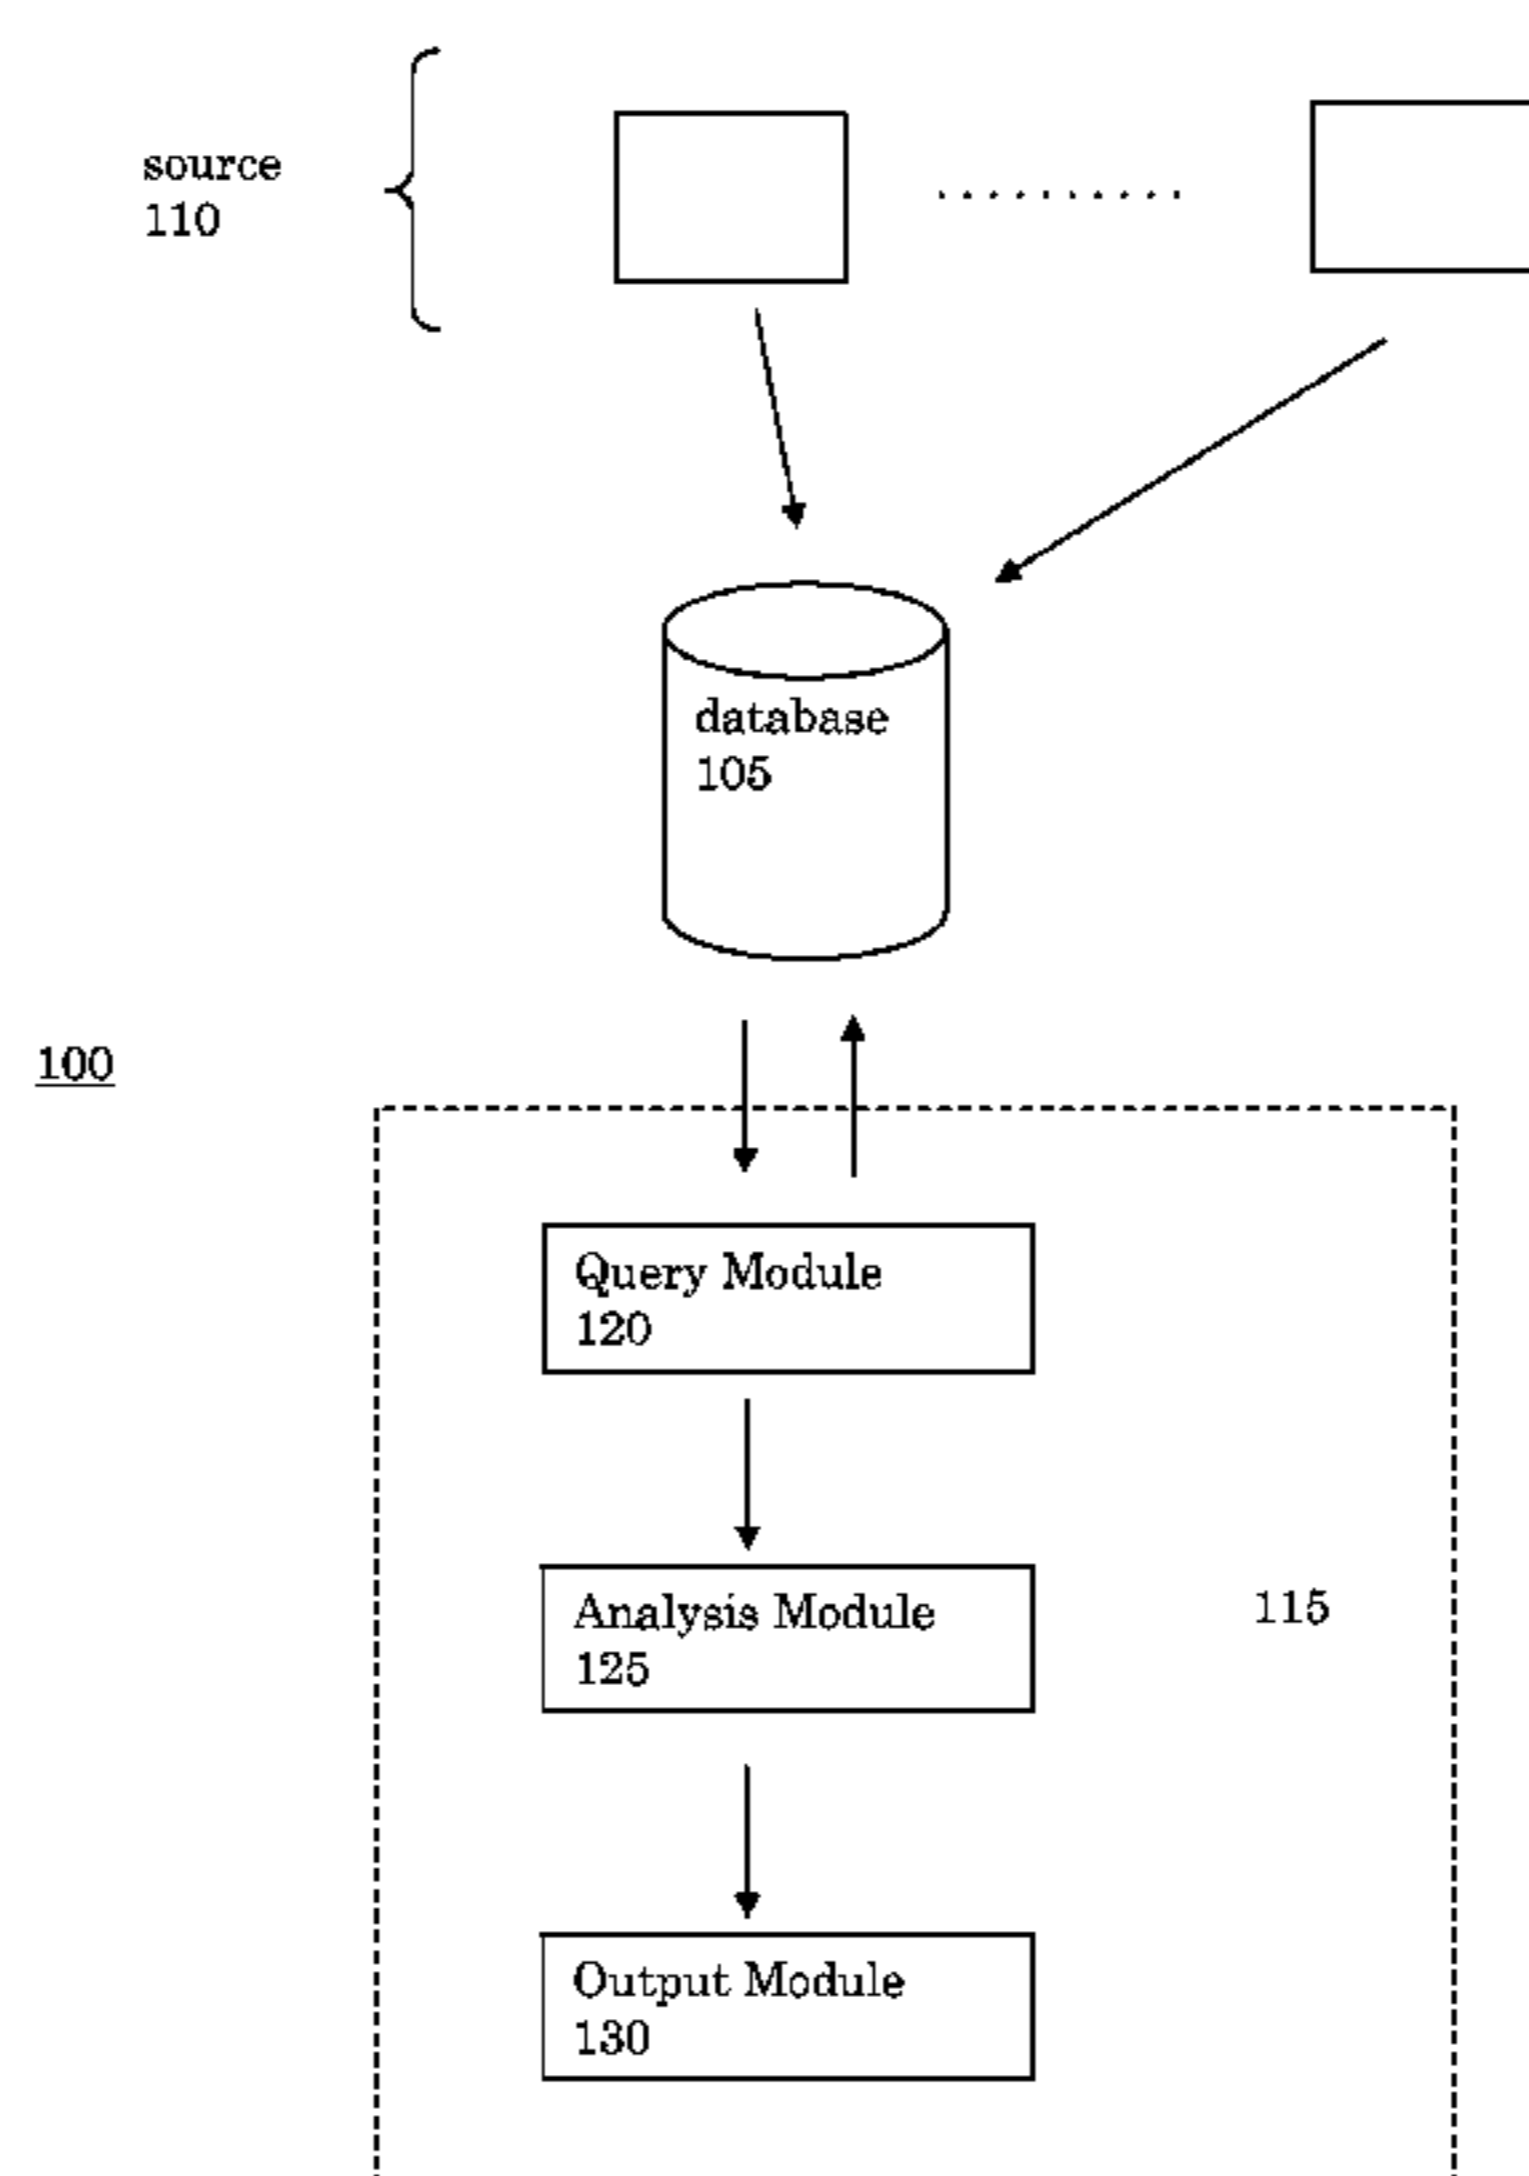 source
110
database
105
100
Query Module
120
Analysis Module
125
115
Output Module
130